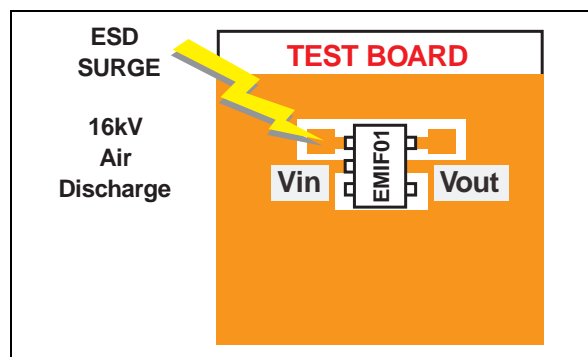 ESD
SURGE
TEST BOARD
16kV
Air
Discharge
EMIF01
Vin
Vout